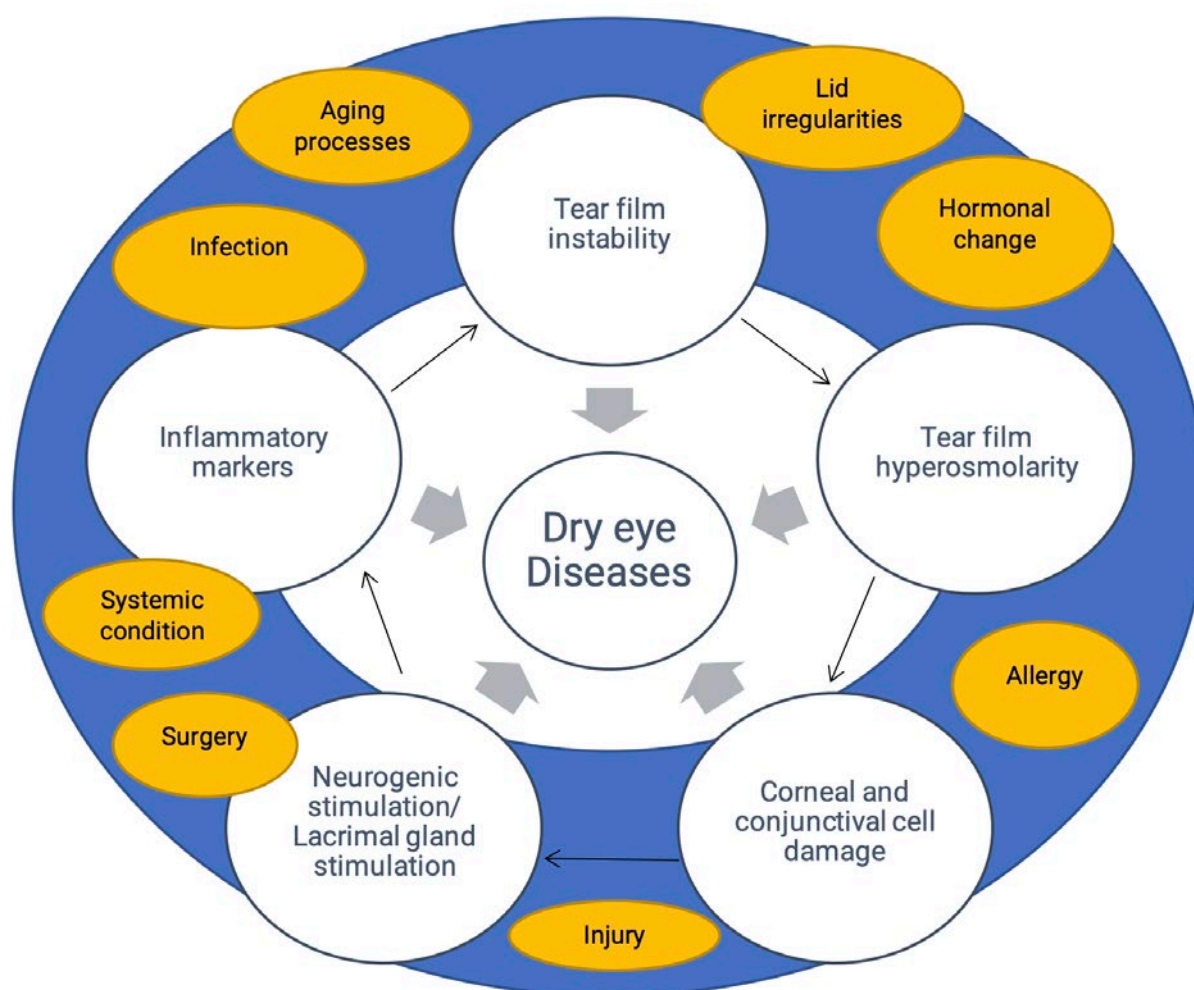 Aging
processes
Lid
irregularities
Tear film
instability
Hormonal
change
Infection
Inflammatory
markers
Tear film
hyperosmolarity
Dry eye
Diseases
Systemic
condition
Allergy
Surgery
Neurogenic
stimulation/
Lacrimal gland
stimulation
Corneal and
conjunctival cell
damage
Injury